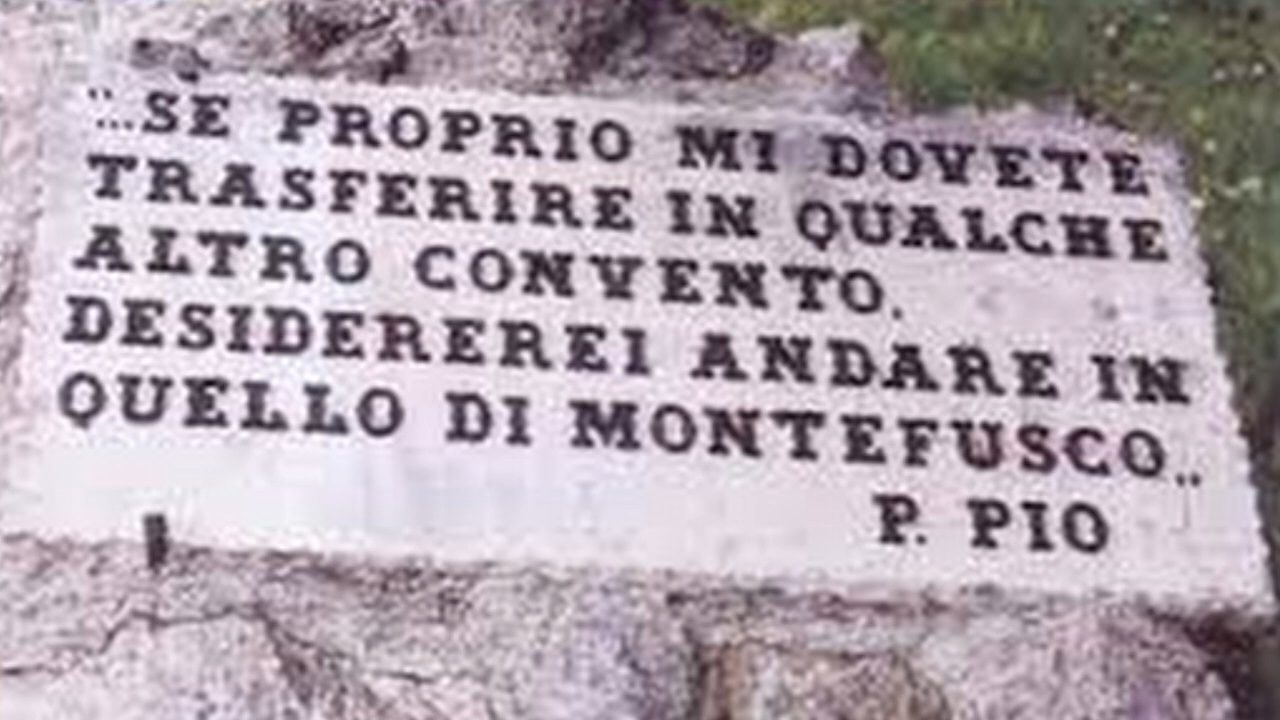 "...SE PROPRIO MI DOVETE
TRASFERIRE IN QUALCHE
ALTRO CONVENTO.
DESIDEREREI ANDARE IN
QUELLO DI MONTEFUSCO..
P. PIO